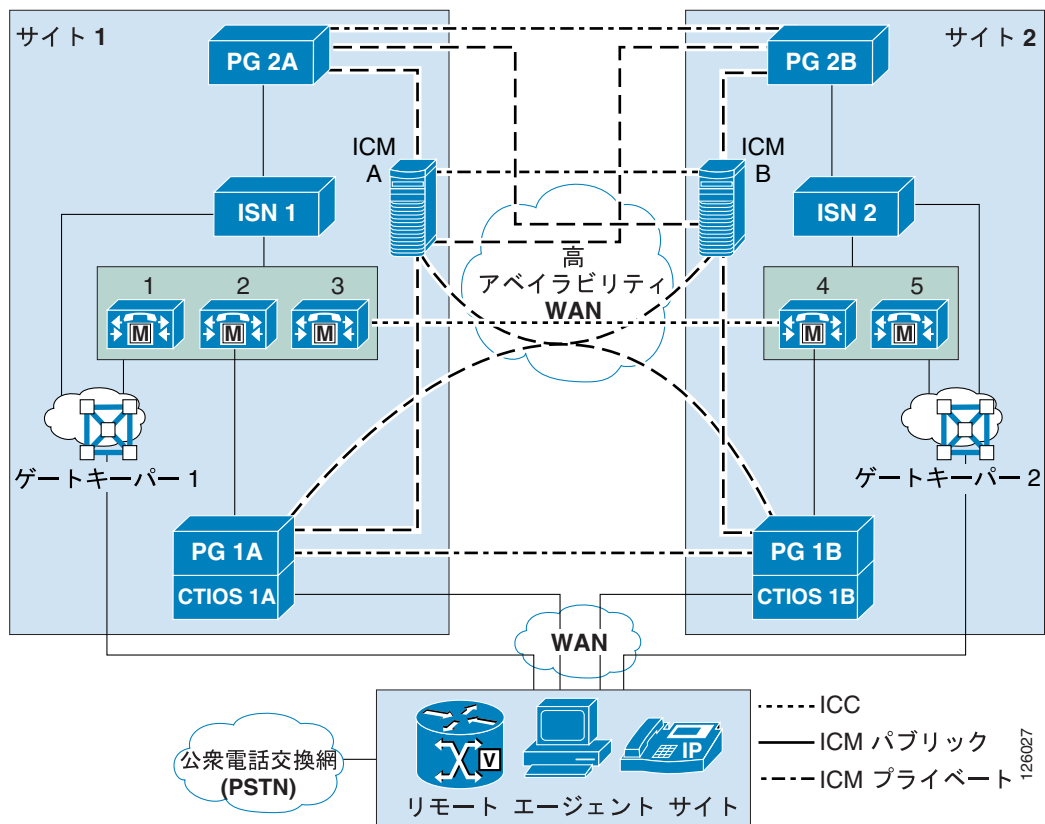 サイト 1
サイト 2
PG 2A
PG 2B
ICM
A
ICM
B
ISN 1
ISN 2
高
アベイラビリティ
WAN
1
2
3
4
5
M
M
M
M
M
ゲートキーパー 1
ゲートキーパー 2
PG 1A
CTIOS 1A
PG 1B
CTIOS 1B
WAN
公衆電話交換網
(PSTN)
V
IP
リモート エージェント サイト
ICC
ICM パブリック
ICM プライベート
126027